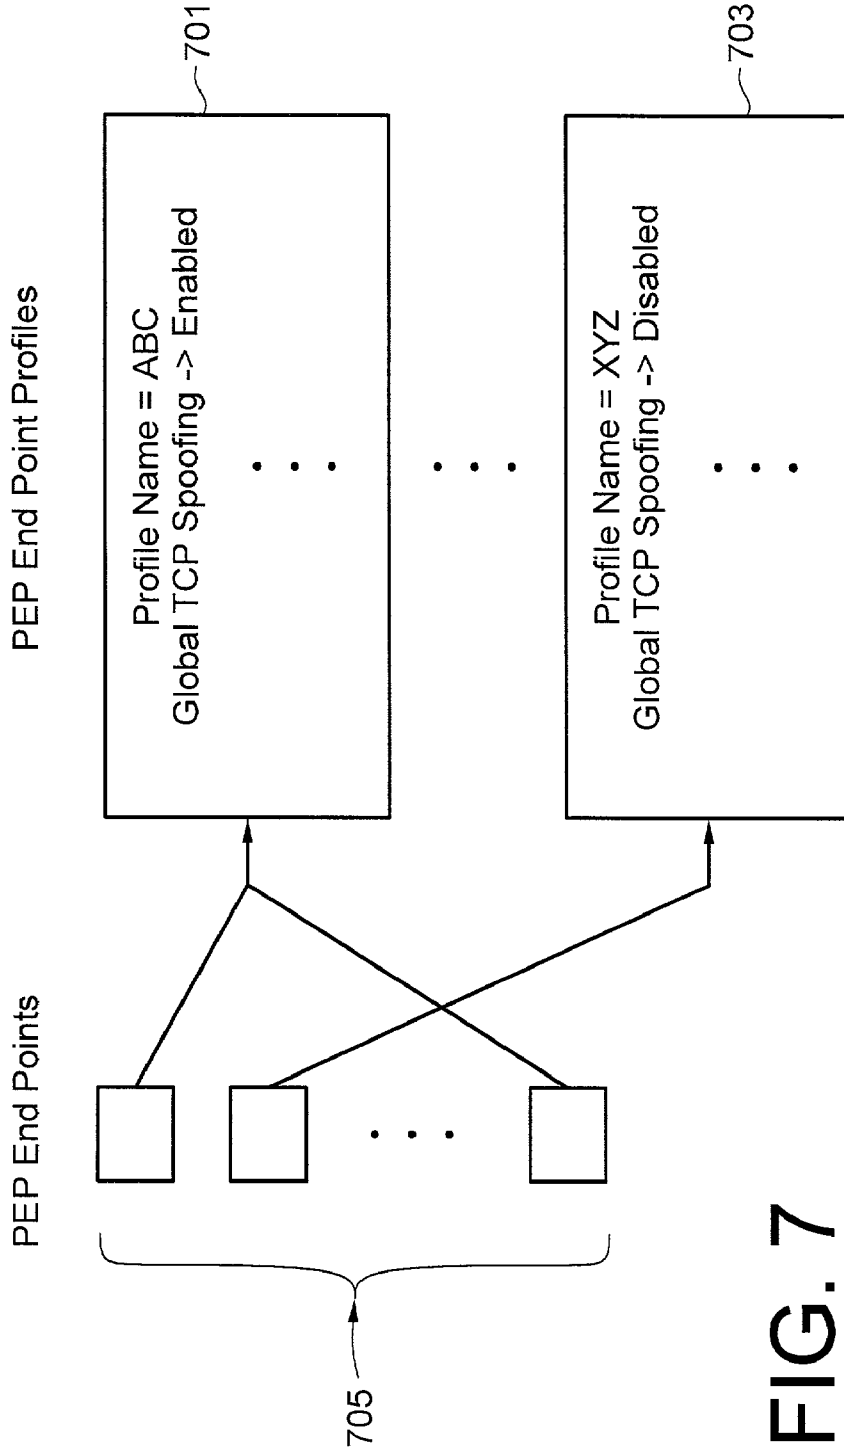 PEP End Points
PEP End Point Profiles
705
701
Profile Name = ABC
Global TCP Spoofing -> Enabled
703
Profile Name = XYZ
Global TCP Spoofing -> Disabled
FIG. 7